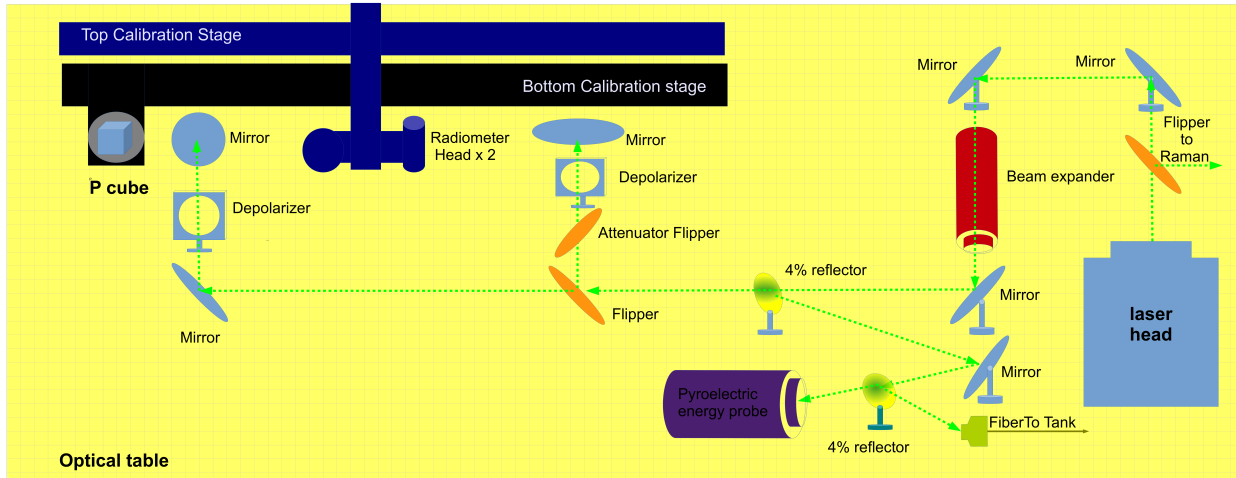 Top Calibration Stage
Bottom Calibration stage
Mirror
Mirror
Flipper
to
Raman
Mirror
Radiometer
Head x 2
Mirror
Beam expander
Depolarizer
P cube
Depolarizer
Attenuator Flipper
4% reflector
Mirror
Flipper
laser
head
Mirror
Mirror
Pyroelectric
energy probe
FiberTo Tank
4% reflector
Optical table